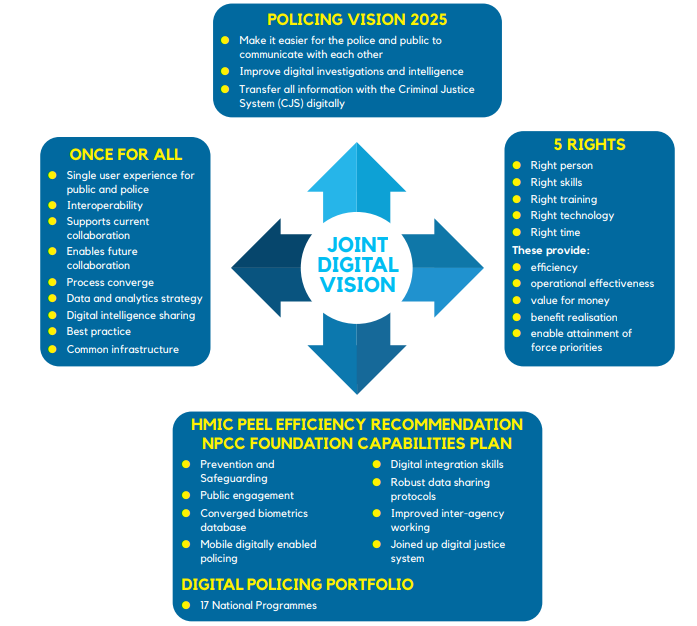 POLICING VISION 2025
Make it easier for the police and public to
communicate with each other
Improve digital investigations and intelligence
Transfer all information with the Criminal Justice
System (CJS) digitally
ONCE FOR ALL
Single user experience for
public and police
Interoperability
Supports current
collaboration
Enables future
collaboration
Process converge
Data and analytics strategy
Digital intelligence sharing
Best practice
Common infrastructure
JOINT
DIGITAL
VISION
5 RIGHTS
Right person
Right skills
Right training
Right technology
Right time
These provide:
efficiency
operational effectiveness
value for money
benefit realisation
enable attainment of
force priorities
HMIC PEEL EFFICIENCY RECOMMENDATION
NPCC FOUNDATION CAPABILITIES PLAN
Prevention and
Safeguarding
Public engagement
Converged biometrics
database
Mobile digitally enabled
policing
Digital integration skills
Robust data sharing
protocols
Improved inter-agency
working
Joined up digital justice
system
DIGITAL POLICING PORTFOLIO
17 National Programmes